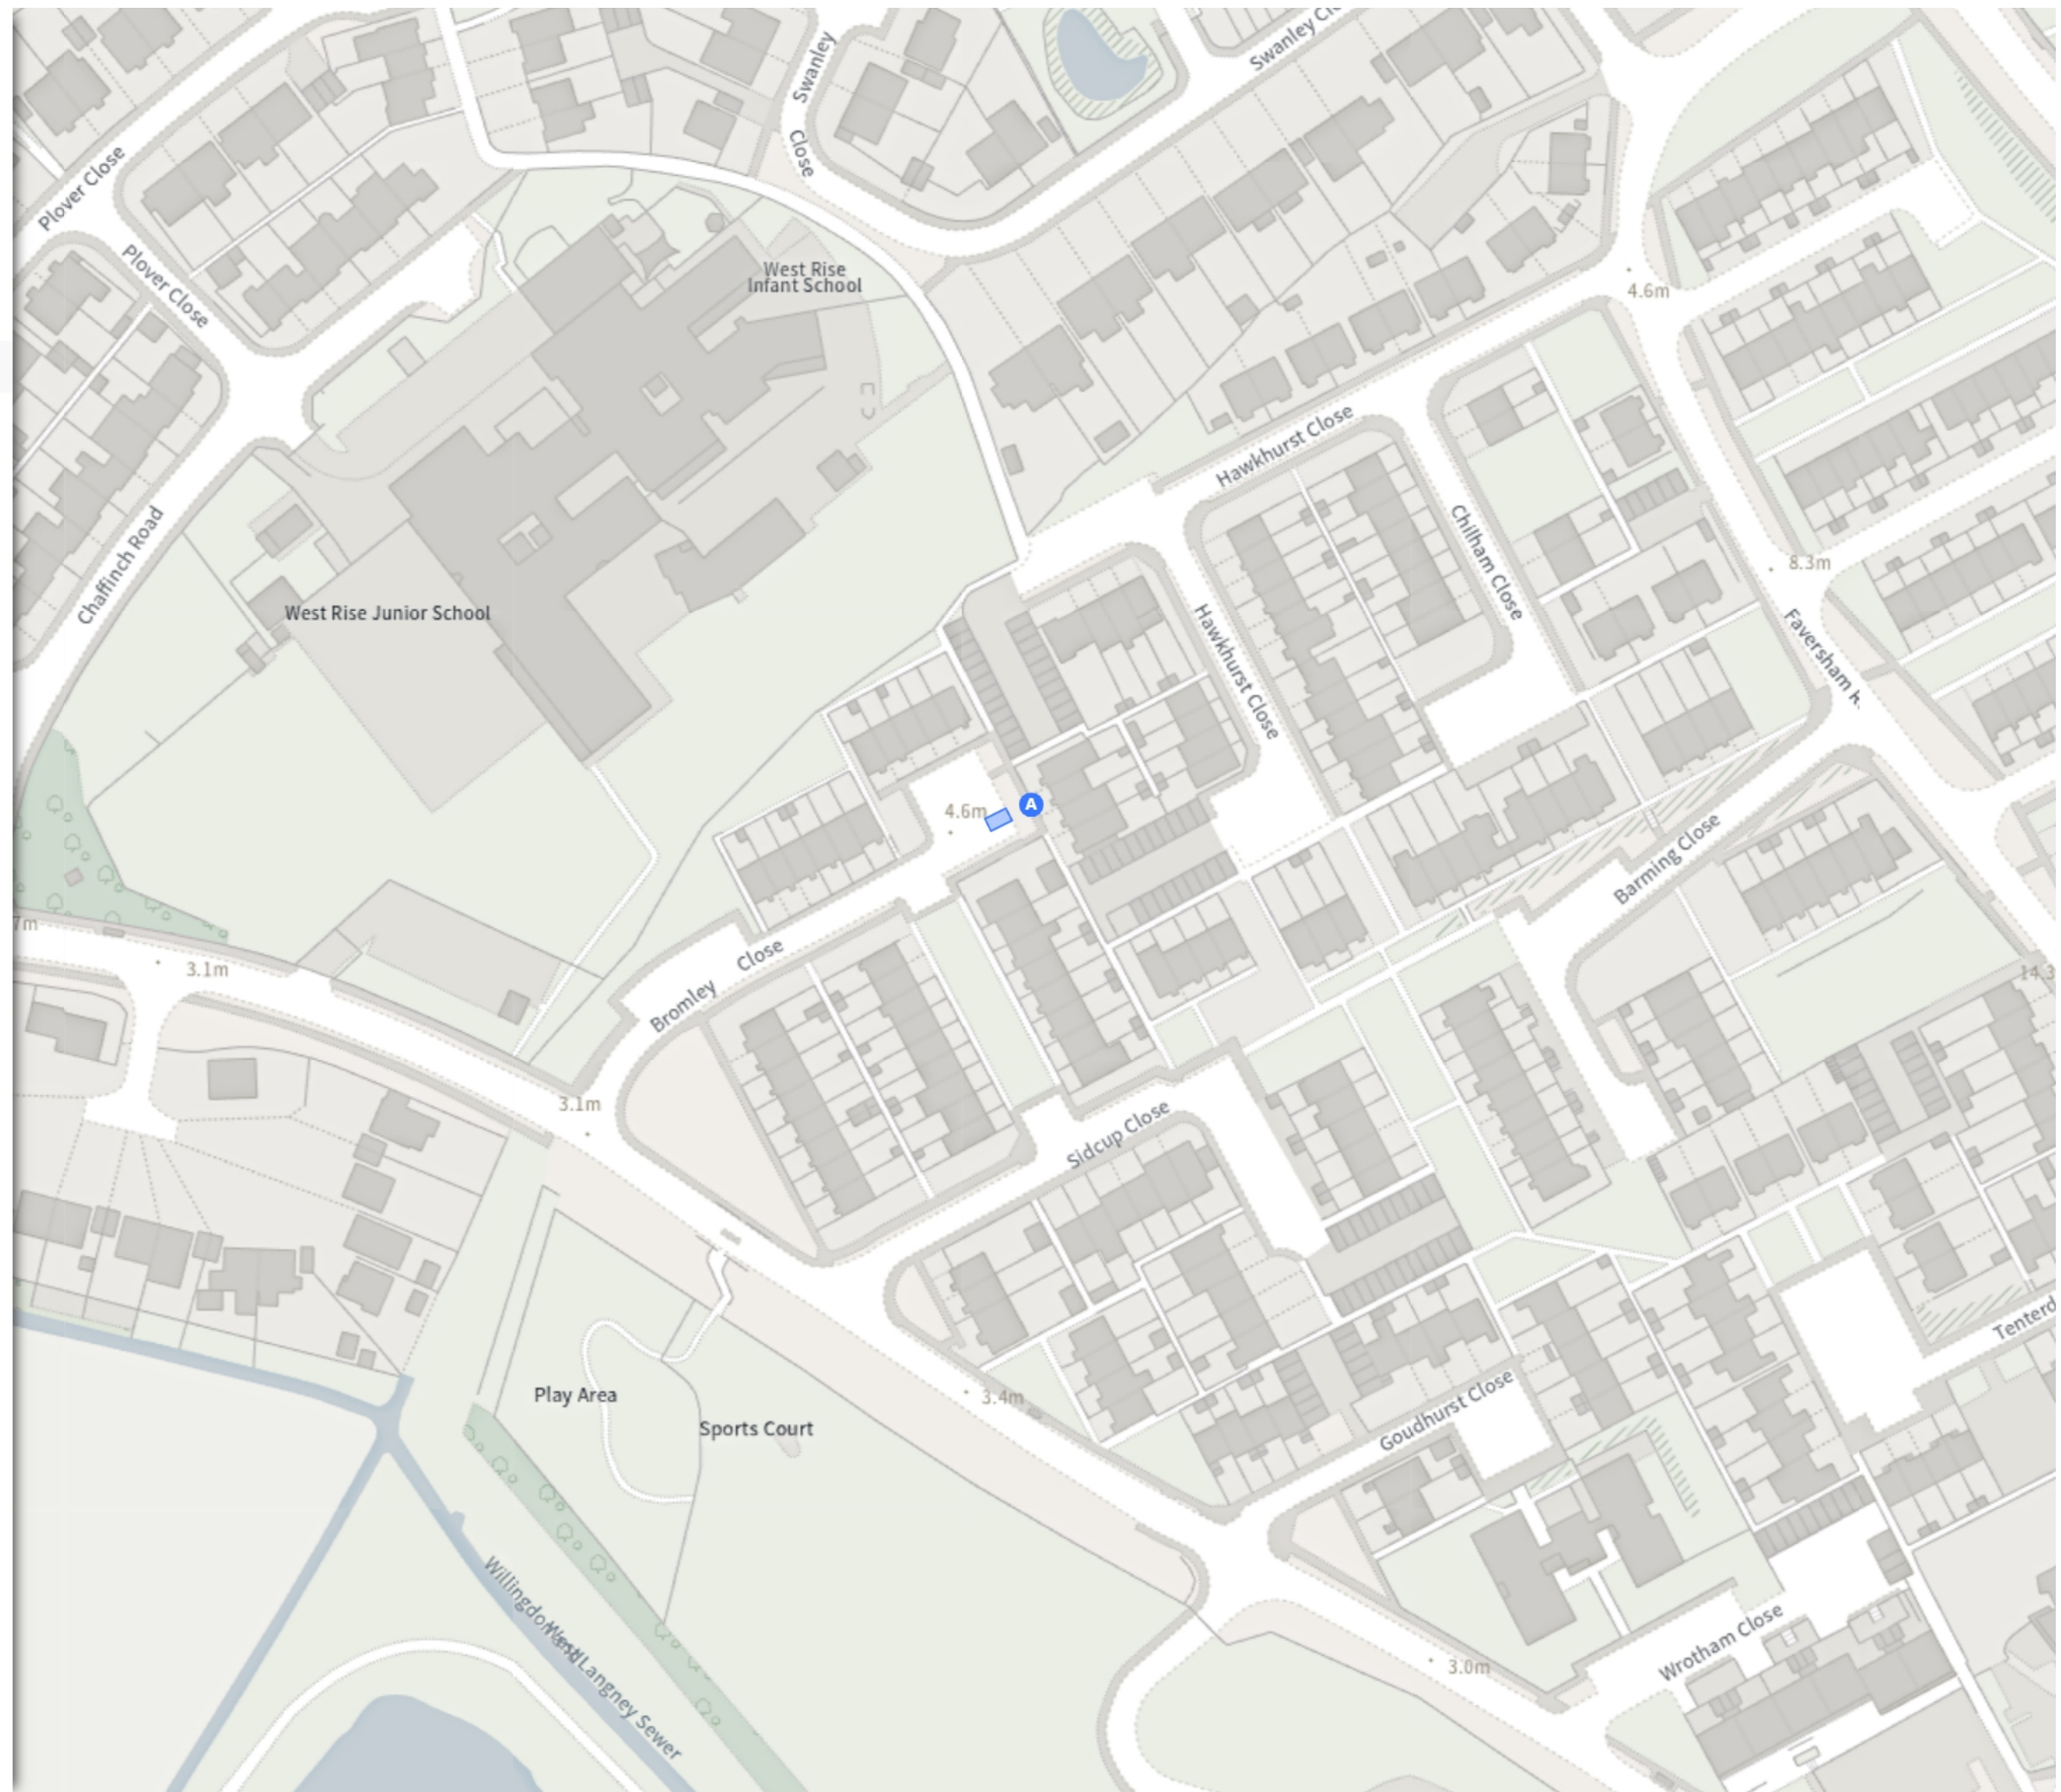 Swanley
Close
Swanley
Plover Close
Plover Close
West Rise
Infant School
4.6m
Hawkhurst Close
Chilham Close
Chaffinch Road
8.3m
West Rise Junior School
Hawkhurst Close
Faversham
A
4.6m
Barming Close
7m
3.1m
Bromley Close
14.3
3.1m
Sidcup Close
Tenterd
Play Area
3.4m
Sports Court
Goudhurst Close
West Langney Sewer
Wrotham Close
3.0m